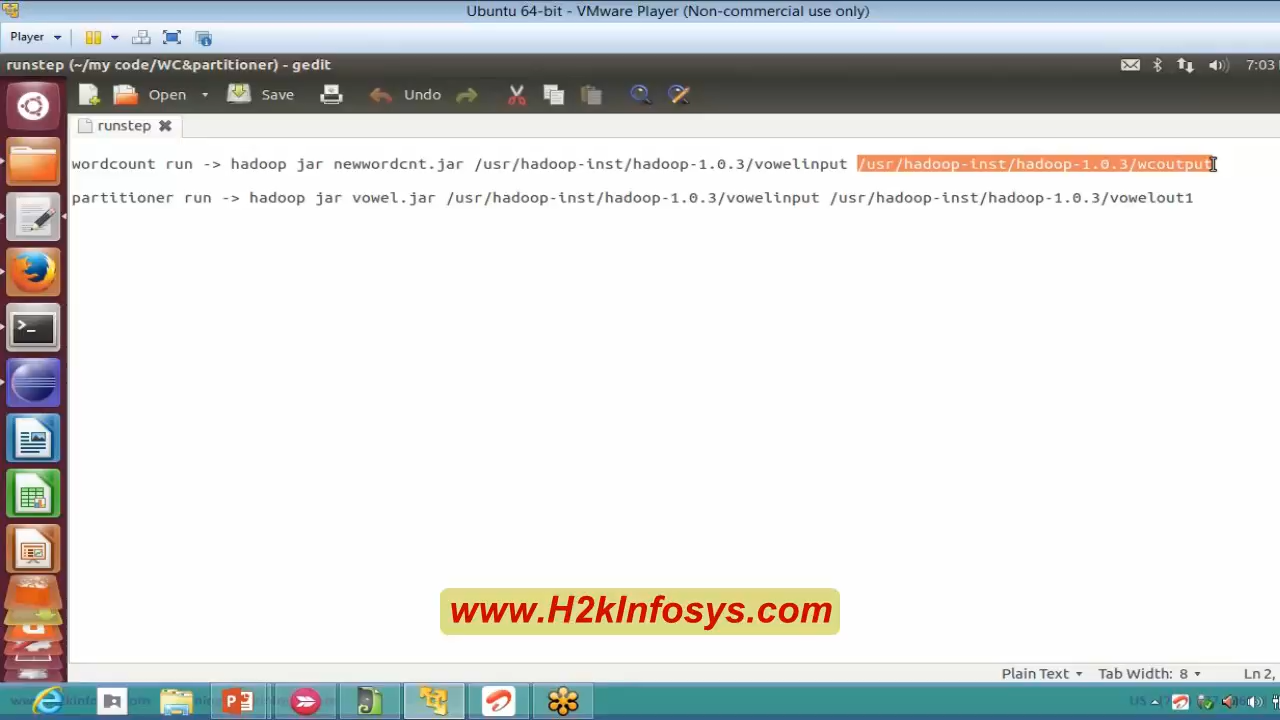 Ubuntu 64-bit - VMware Player (Non-commercial use only)
Player
runstep (~/my code/WC&partitioner) - gedit
7:03
Open Save Undo
runstep
wordcount run -> hadoop jar newwordcnt.jar /usr/hadoop-inst/hadoop-1.0.3/vowelinput /usr/hadoop-inst/hadoop-1.0.3/wcoutput
partitioner run -> hadoop jar vowel.jar /usr/hadoop-inst/hadoop-1.0.3/vowelinput /usr/hadoop-inst/hadoop-1.0.3/vowelout1
www.H2kInfosys.com
Plain Text Tab Width: 8 Ln 2,
US